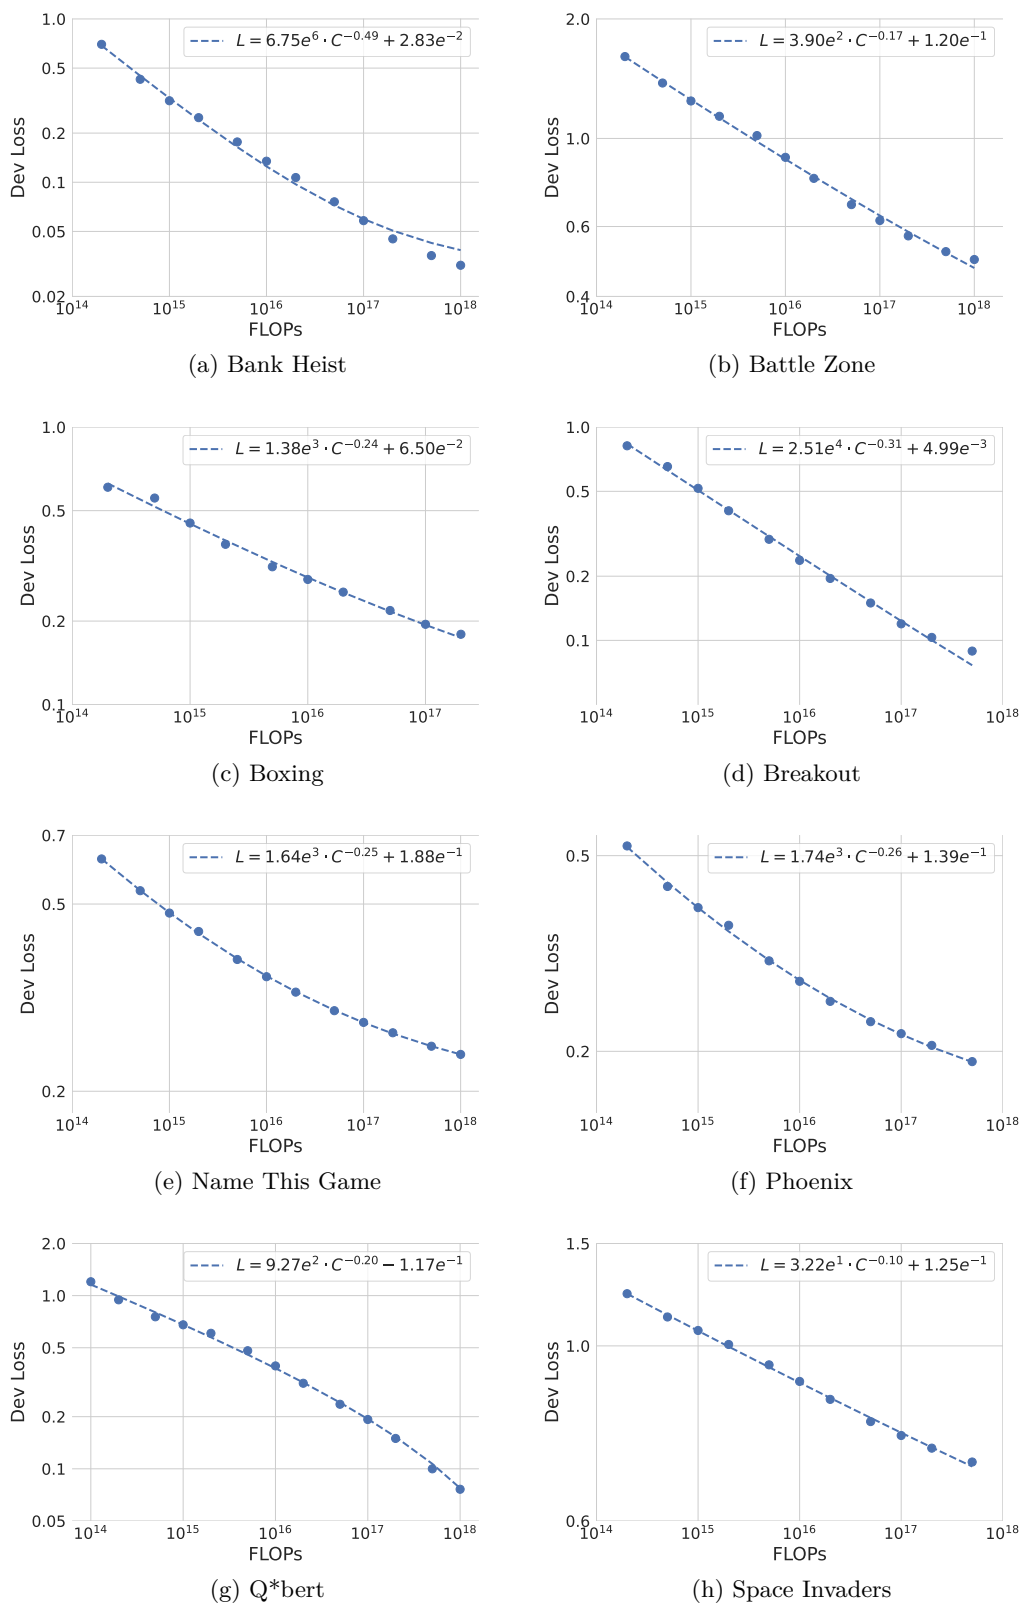 L = 6.75e^6 · C^−0.49 + 2.83e^−2
1.0
0.5
0.2
0.1
0.05
0.02
Dev Loss
10^14 10^15 10^16 10^17 10^18
FLOPs
(a) Bank Heist
L = 3.90e^2 · C^−0.17 + 1.20e^−1
2.0
1.0
0.6
0.4
Dev Loss
10^14 10^15 10^16 10^17 10^18
FLOPs
(b) Battle Zone
L = 1.38e^3 · C^−0.24 + 6.50e^−2
1.0
0.5
0.2
0.1
Dev Loss
10^14 10^15 10^16 10^17
FLOPs
(c) Boxing
L = 2.51e^4 · C^−0.31 + 4.99e^−3
1.0
0.5
0.2
0.1
Dev Loss
10^14 10^15 10^16 10^17 10^18
FLOPs
(d) Breakout
L = 1.64e^3 · C^−0.25 + 1.88e^−1
0.7
0.5
0.2
Dev Loss
10^14 10^15 10^16 10^17 10^18
FLOPs
(e) Name This Game
L = 1.74e^3 · C^−0.26 + 1.39e^−1
0.5
0.2
Dev Loss
10^14 10^15 10^16 10^17 10^18
FLOPs
(f) Phoenix
L = 9.27e^2 · C^−0.20 − 1.17e^−1
2.0
1.0
0.5
0.2
0.1
0.05
Dev Loss
10^14 10^15 10^16 10^17 10^18
FLOPs
(g) Q*bert
L = 3.22e^1 · C^−0.10 + 1.25e^−1
1.5
1.0
0.6
Dev Loss
10^14 10^15 10^16 10^17 10^18
FLOPs
(h) Space Invaders